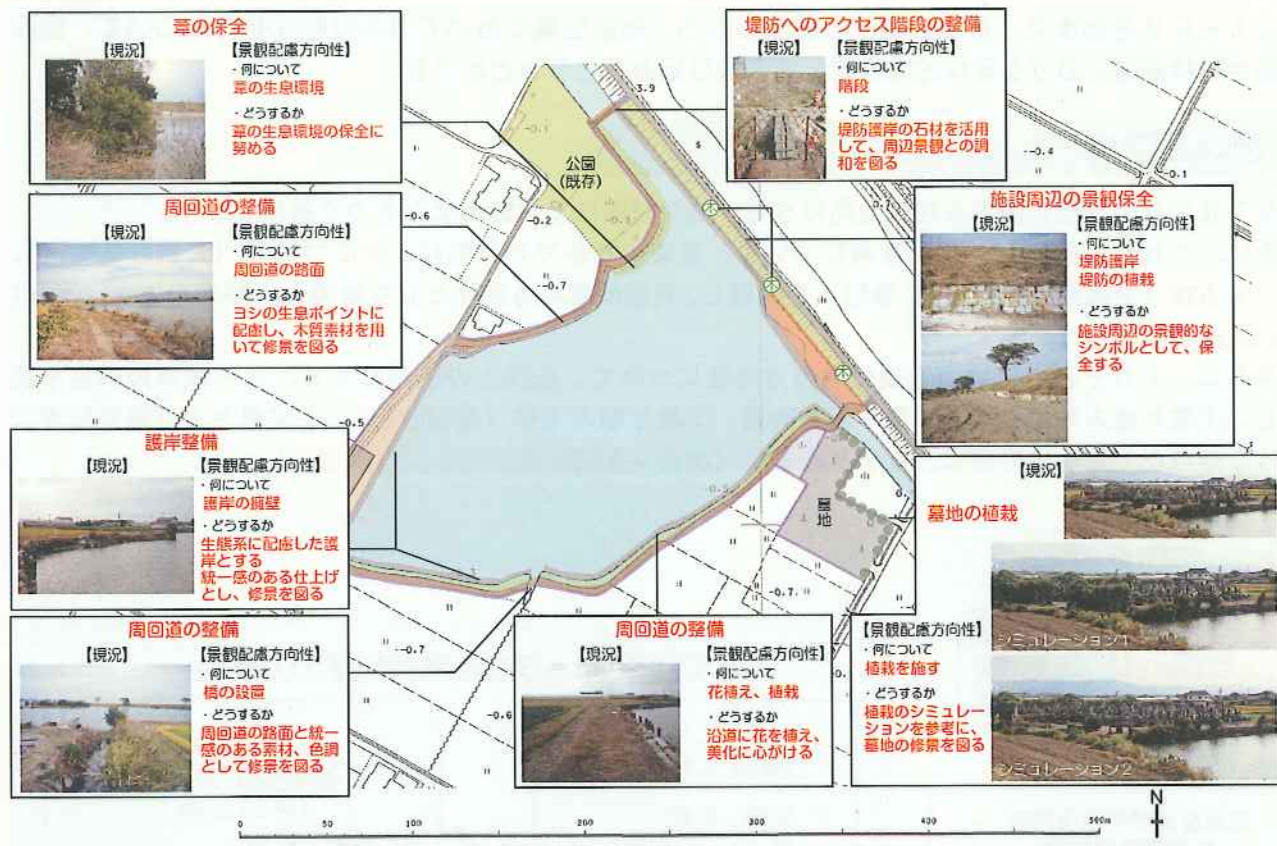 葦の保全
【現況】
【景観配慮方向性】
・何について
葦の生息環境
・どうするか
葦の生息環境の保全に
努める
堤防へのアクセス階段の整備
【現況】
【景観配慮方向性】
・何について
階段
・どうするか
堤防護岸の石材を活用
して、周辺景観との調
和を図る
周回道の整備
【現況】
【景観配慮方向性】
・何について
周回道の路面
・どうするか
ヨシの生息ポイントに
配慮し、木質素材を用
いて修景を図る
施設周辺の景観保全
【現況】
【景観配慮方向性】
・何について
堤防護岸
堤防の植栽
・どうするか
施設周辺の景観的な
シンボルとして、保
全する
公園
(既存)
木
木
木
3.9
-0.4
-0.1
-0.6
-0.2
-0.7
-0.5
護岸整備
【現況】
【景観配慮方向性】
・何について
護岸の擁壁
・どうするか
生態系に配慮した護
岸とする
統一感のある仕上げ
とし、修景を図る
墓地
-0.7
-0.7
-0.6
墓地の植栽
【現況】
シミュレーション1
シミュレーション2
【景観配慮方向性】
・何について
植栽を施す
・どうするか
植栽のシミュレー
ションを参考に、
墓地の修景を図る
周回道の整備
【現況】
【景観配慮方向性】
・何について
橋の設置
・どうするか
周回道の路面と統一
感のある素材、色調
として修景を図る
周回道の整備
【現況】
【景観配慮方向性】
・何について
花植え、植栽
・どうするか
沿道に花を植え、
美化に心がける
N
0 50 100 200 300 400 500m